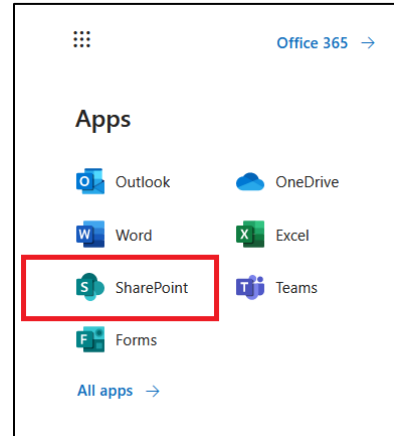 Office 365 →
Apps
Outlook OneDrive
Word Excel
SharePoint Teams
Forms
All apps →